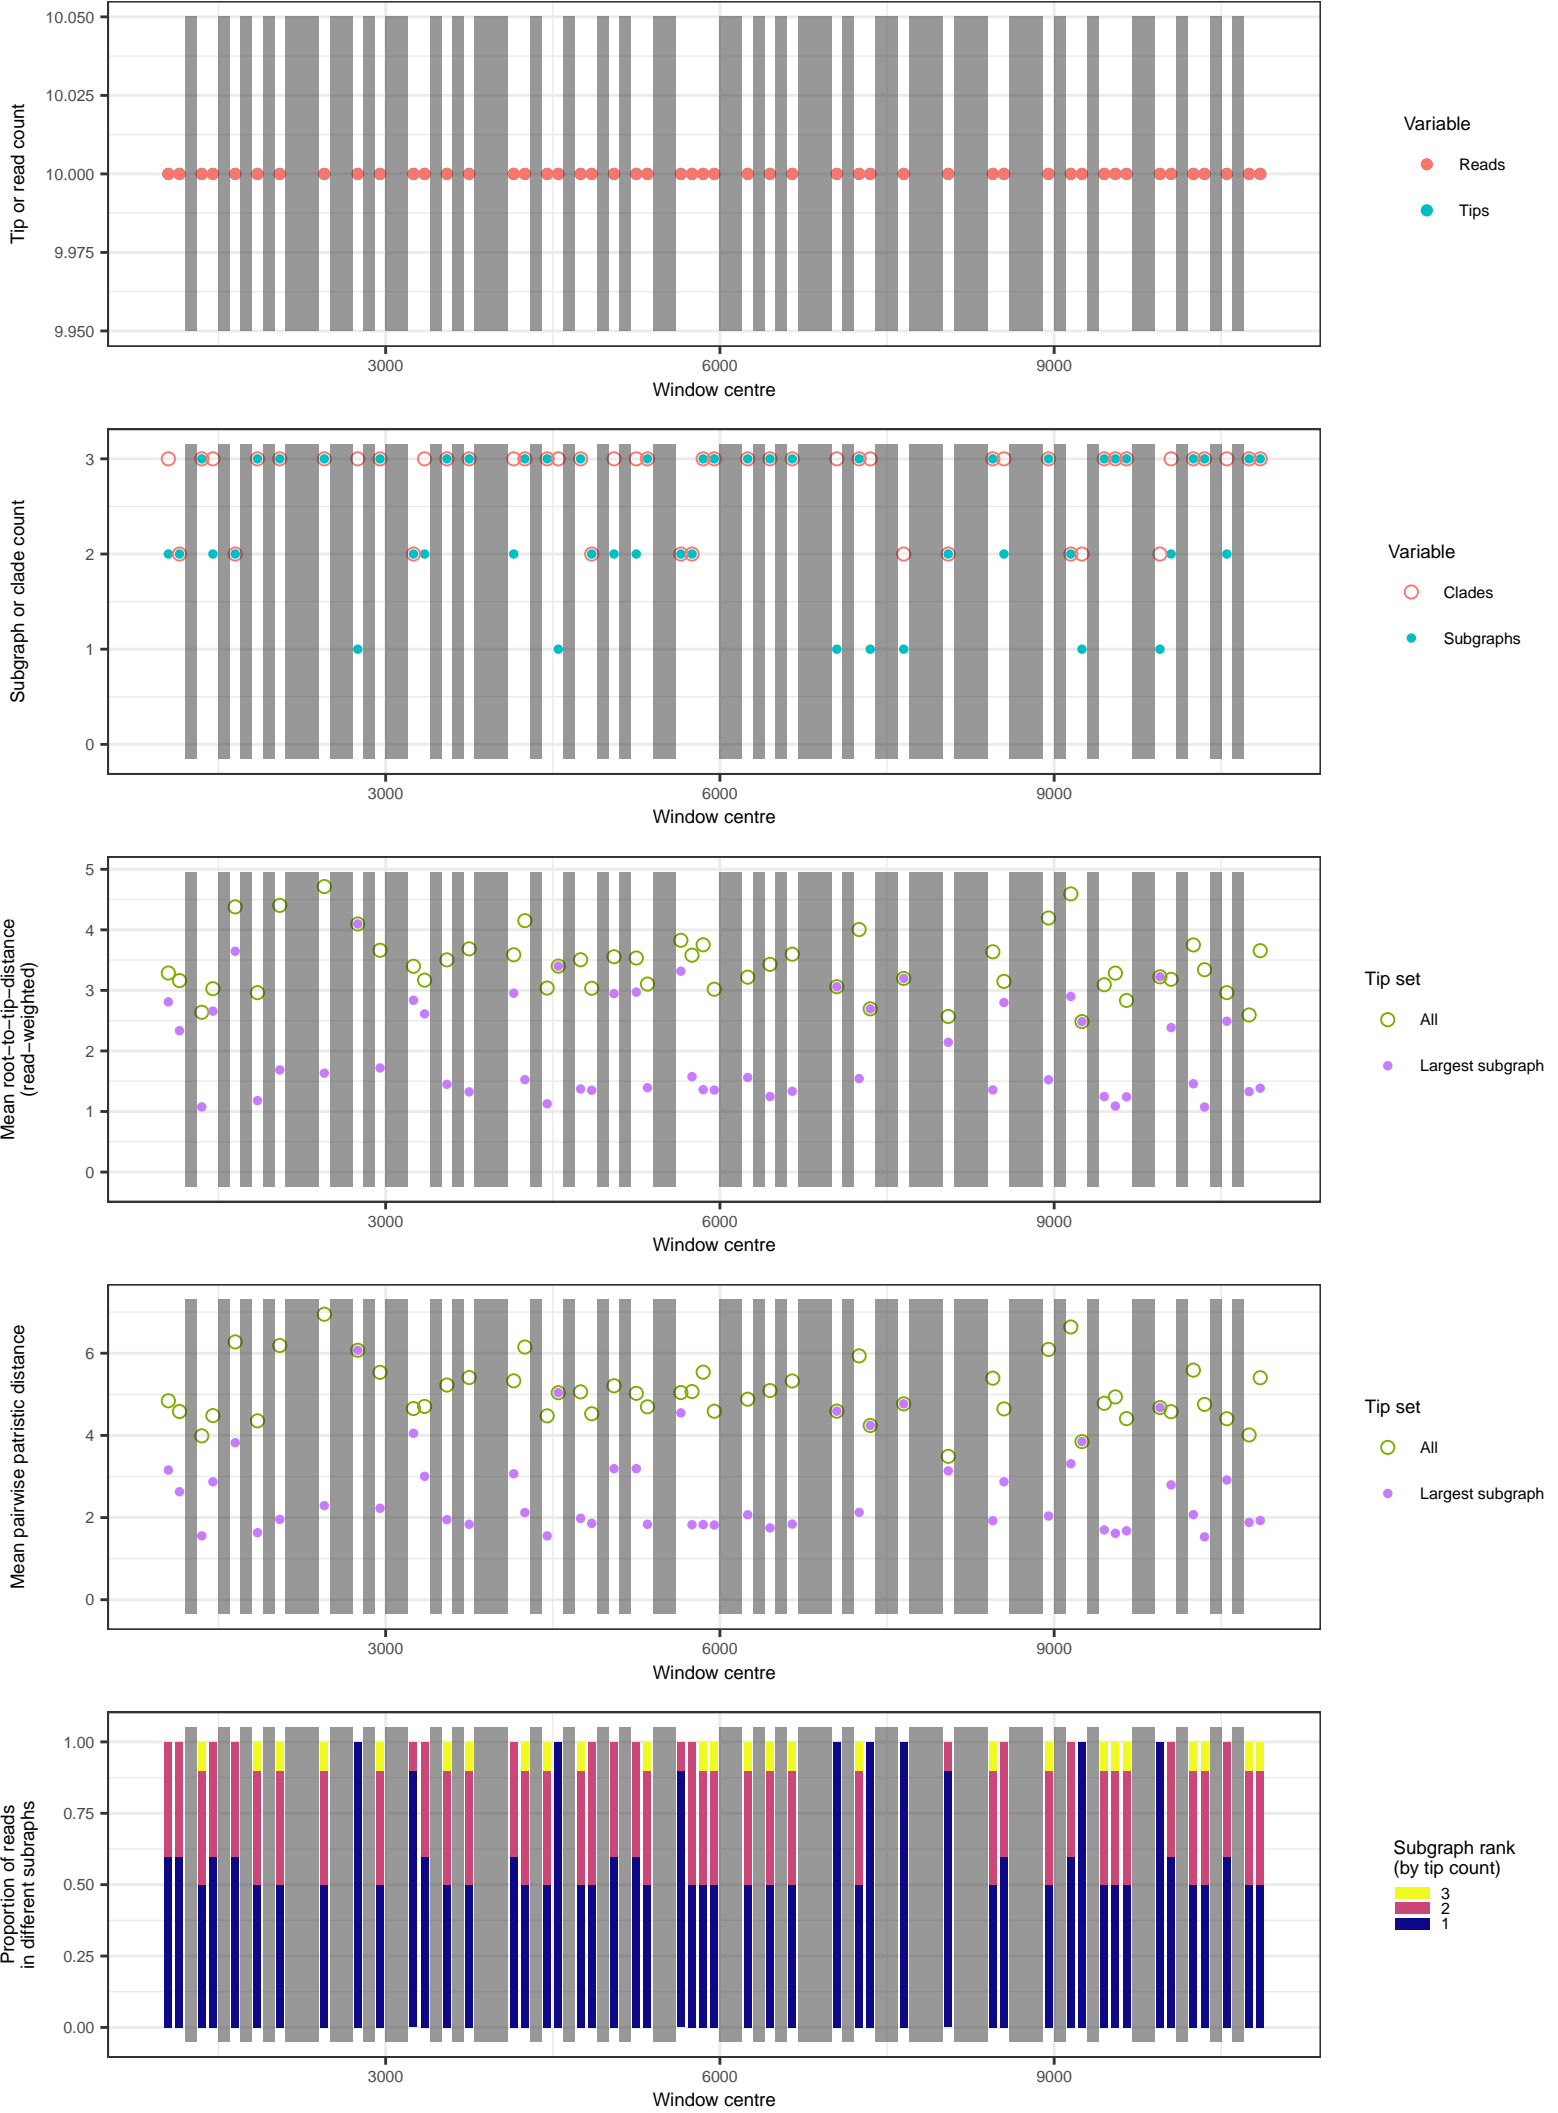 10.050
10.025
10.000
9.975
9.950
Tip or read count
3000
6000
9000
Window centre
Variable
Reads
Tips
3
2
1
0
Subgraph or clade count
3000
6000
9000
Window centre
Variable
Clades
Subgraphs
5
4
3
2
1
0
Mean root−to−tip−distance
(read−weighted)
3000
6000
9000
Window centre
Tip set
All
Largest subgraph
6
4
2
0
Mean pairwise patristic distance
3000
6000
9000
Window centre
Tip set
All
Largest subgraph
1.00
0.75
0.50
0.25
0.00
Proportion of reads
in different subraphs
3000
6000
9000
Window centre
Subgraph rank
(by tip count)
3
2
1